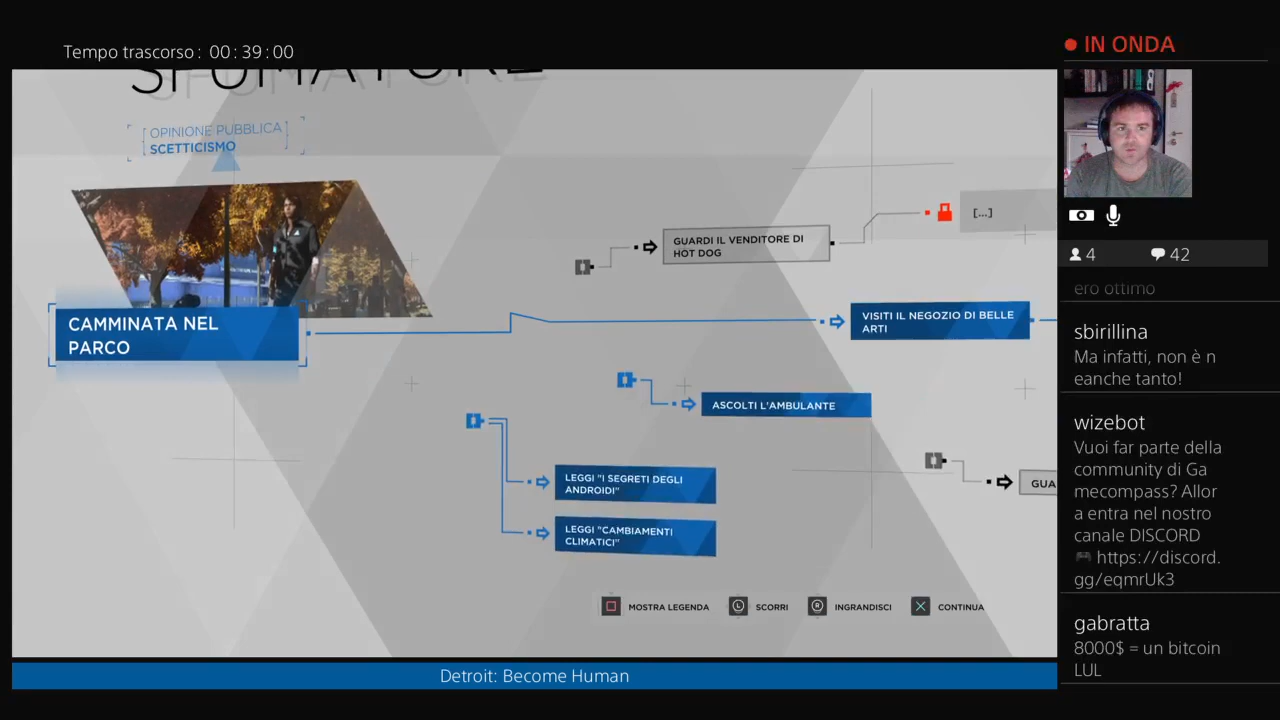 Tempo trascorso: 00:39:00
IN ONDA
OPINIONE PUBBLICA
SCETTICISMO
CAMMINATA NEL
PARCO
GUARDI IL VENDITORE DI
HOT DOG
[...]
VISITI IL NEGOZIO DI BELLE
ARTI
ASCOLTI L'AMBULANTE
LEGGI "I SEGRETI DEGLI
ANDROIDI"
LEGGI "CAMBIAMENTI
CLIMATICI"
GUA
MOSTRA LEGENDA
SCORRI
INGRANDISCI
CONTINUA
Detroit: Become Human
4
42
ero ottimo
sbirillina
Ma infatti, non è n
eanche tanto!
wizebot
Vuoi far parte della
community di Ga
mecompass? Allor
a entra nel nostro
canale DISCORD
🎮 https://discord.
gg/eqmrUk3
gabratta
8000$ = un bitcoin
LUL